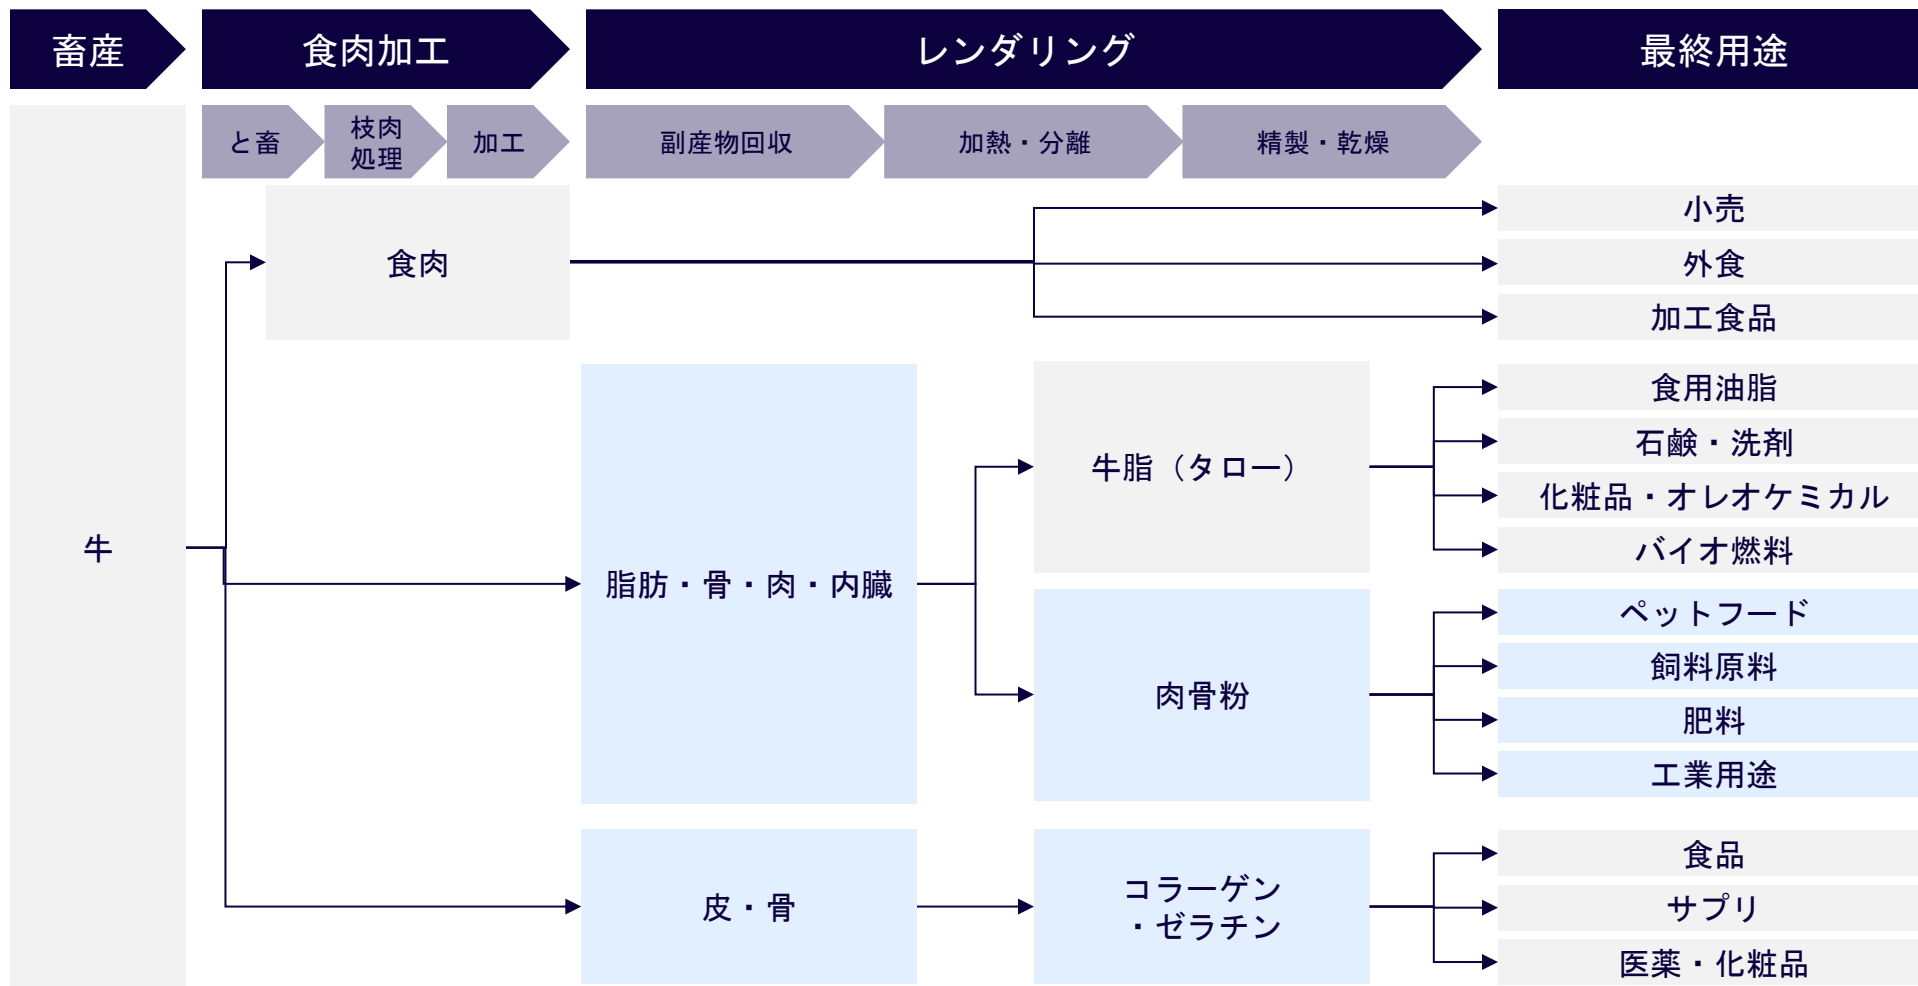 畜産
食肉加工
レンダリング
最終用途
と畜
枝肉
処理
加工
副産物回収
加熱・分離
精製・乾燥
牛
食肉
小売
外食
加工食品
脂肪・骨・肉・内臓
牛脂（タロー）
食用油脂
石鹸・洗剤
化粧品・オレオケミカル
バイオ燃料
肉骨粉
ペットフード
飼料原料
肥料
工業用途
皮・骨
コラーゲン
・ゼラチン
食品
サプリ
医薬・化粧品